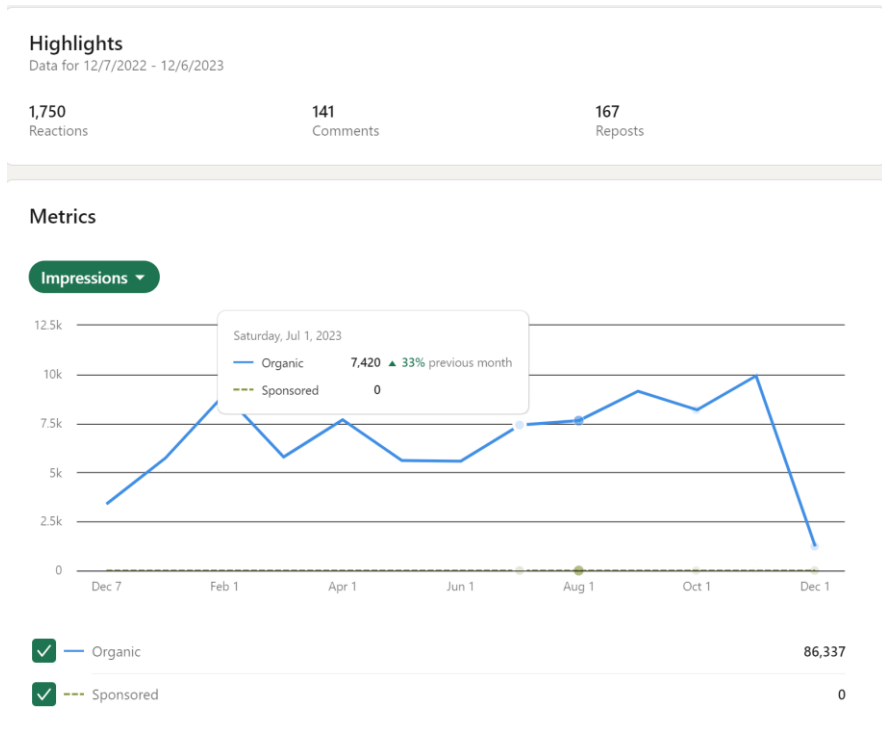 Highlights
Data for 12/7/2022 - 12/6/2023
1,750 141 167
Reactions Comments Reposts
Metrics
Impressions
12.5k
Saturday, Jul 1, 2023
Organic 7,420 ▲ 33% previous month
Sponsored 0
10k
7.5k
5k
2.5k
0
Dec 7 Feb 1 Apr 1 Jun 1 Aug 1 Oct 1 Dec 1
Organic 86,337
Sponsored 0